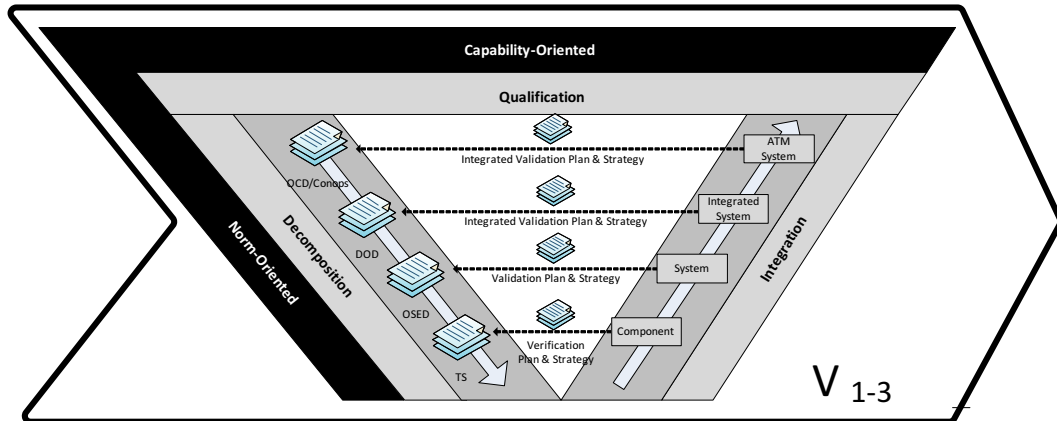 Capability-Oriented
Qualification
Norm-Oriented
Decomposition
Integration
OCD/Conops
Integrated Validation Plan & Strategy
ATM
System
DOD
Integrated Validation Plan & Strategy
Integrated
System
OSED
Validation Plan & Strategy
System
TS
Verification
Plan & Strategy
Component
V 1-3